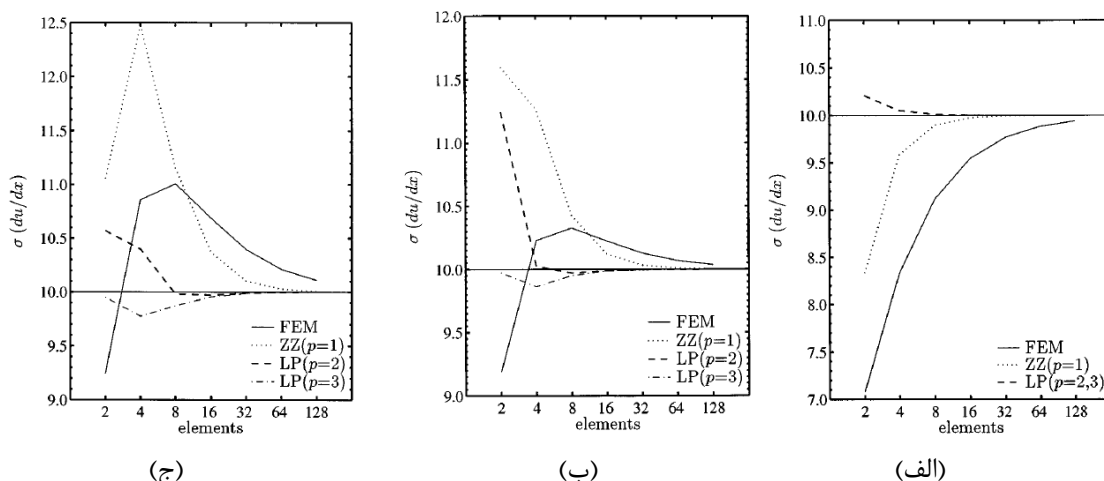 12.5
12.0
11.5
11.0
10.5
10.0
9.5
9.0
σ (du/dx)
FEM
ZZ(p=1)
LP(p=2)
LP(p=3)
2 4 8 16 32 64 128
elements
(ج)
12.0
11.5
11.0
10.5
10.0
9.5
9.0
σ (du/dx)
FEM
ZZ(p=1)
LP(p=2)
LP(p=3)
2 4 8 16 32 64 128
elements
(ب)
11.0
10.5
10.0
9.5
9.0
8.5
8.0
7.5
7.0
σ (du/dx)
FEM
ZZ(p=1)
LP(p=2,3)
2 4 8 16 32 64 128
elements
(الف)